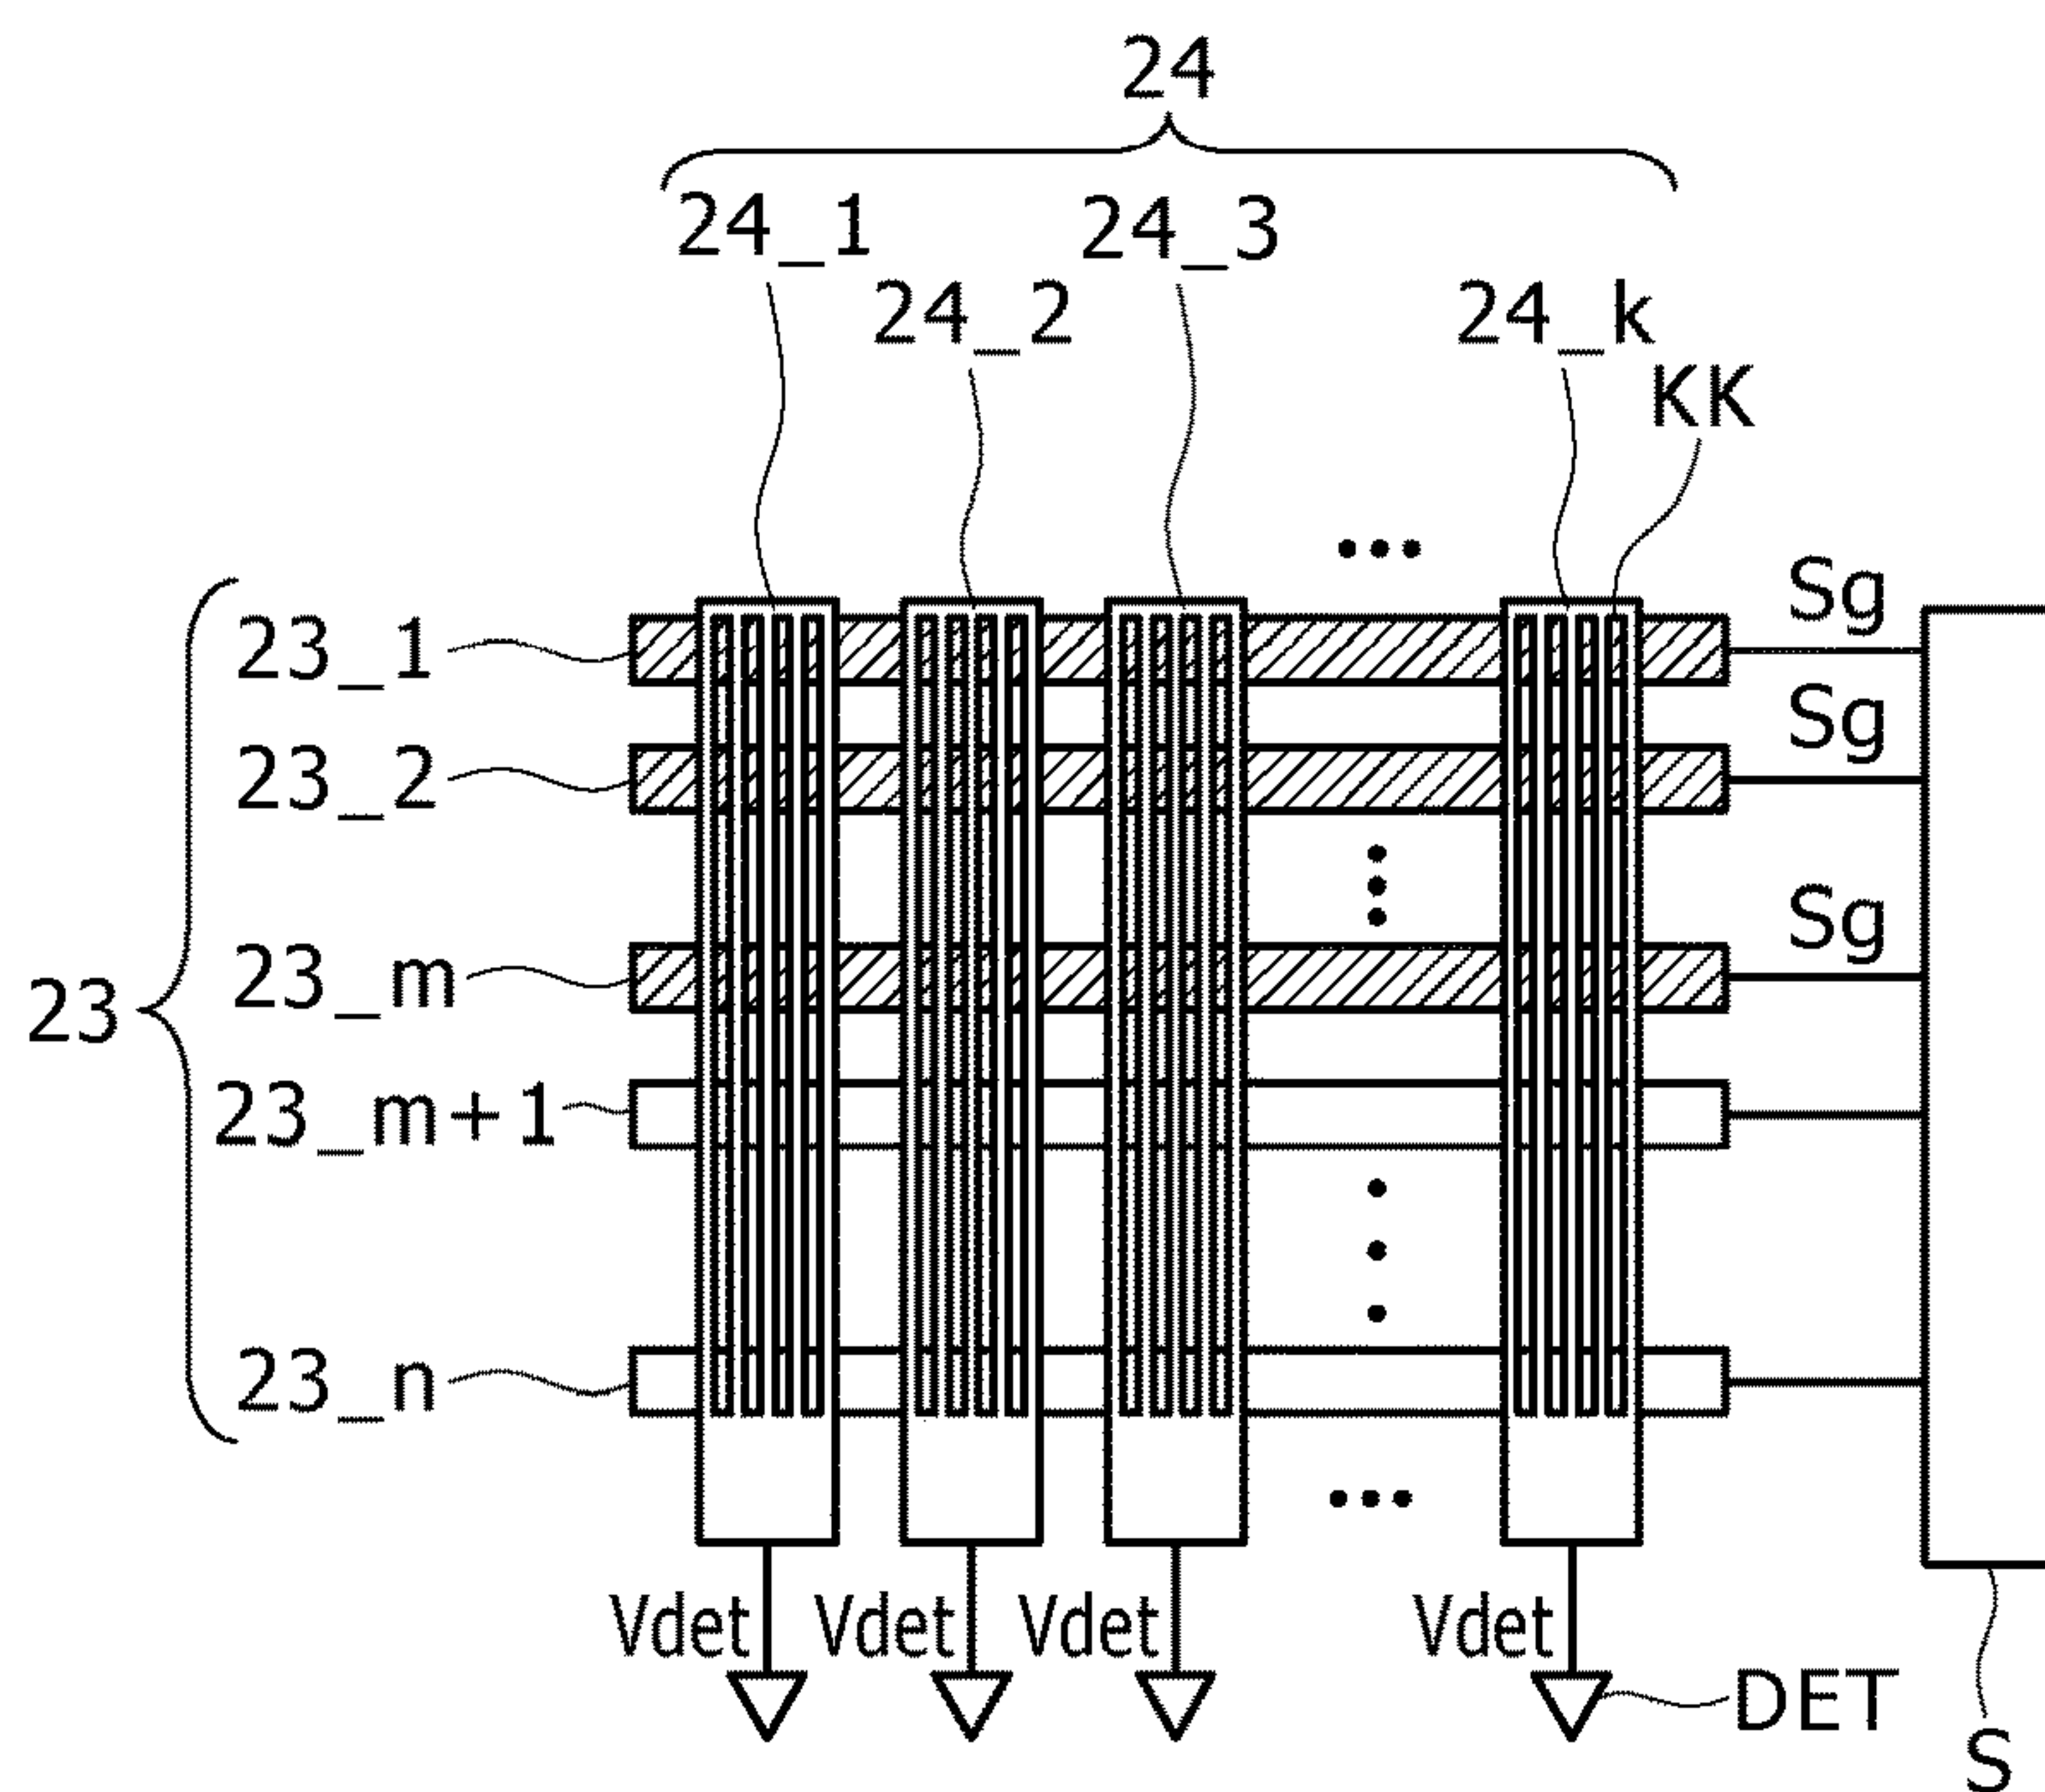 24
24_1
24_3
24_2
24_k
KK
Sg
23_1
Sg
23_2
Sg
23_m
23
23_m+1
23_n
Vdet Vdet Vdet Vdet
DET
S